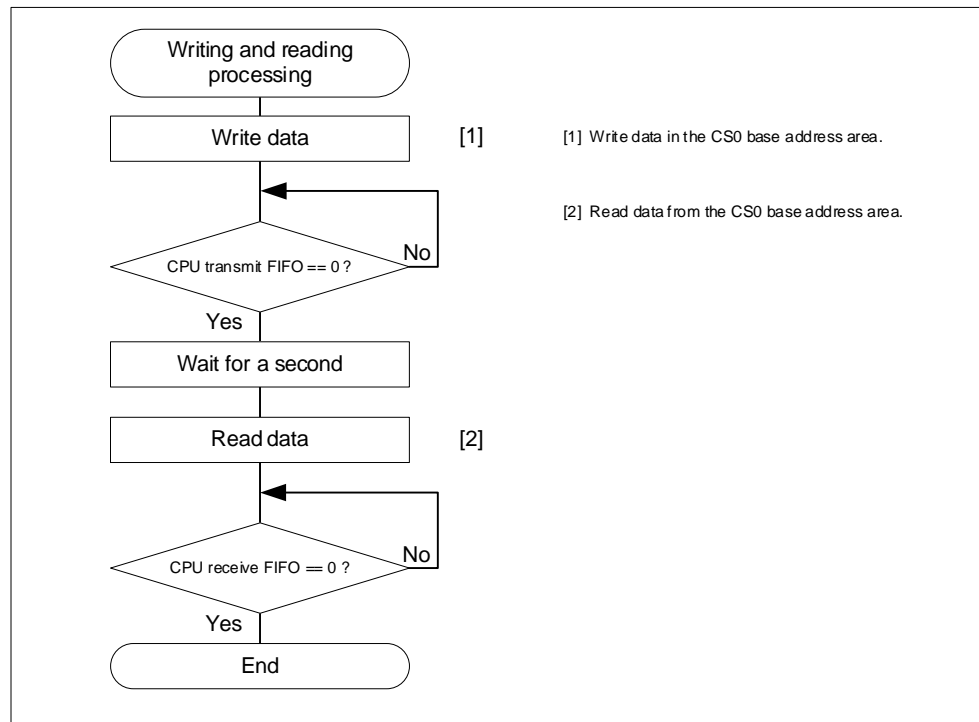 Writing and reading
processing
Write data
[1]
[1] Write data in the CS0 base address area.
[2] Read data from the CS0 base address area.
No
CPU transmit FIFO == 0 ?
Yes
Wait for a second
Read data
[2]
No
CPU receive FIFO == 0 ?
Yes
End